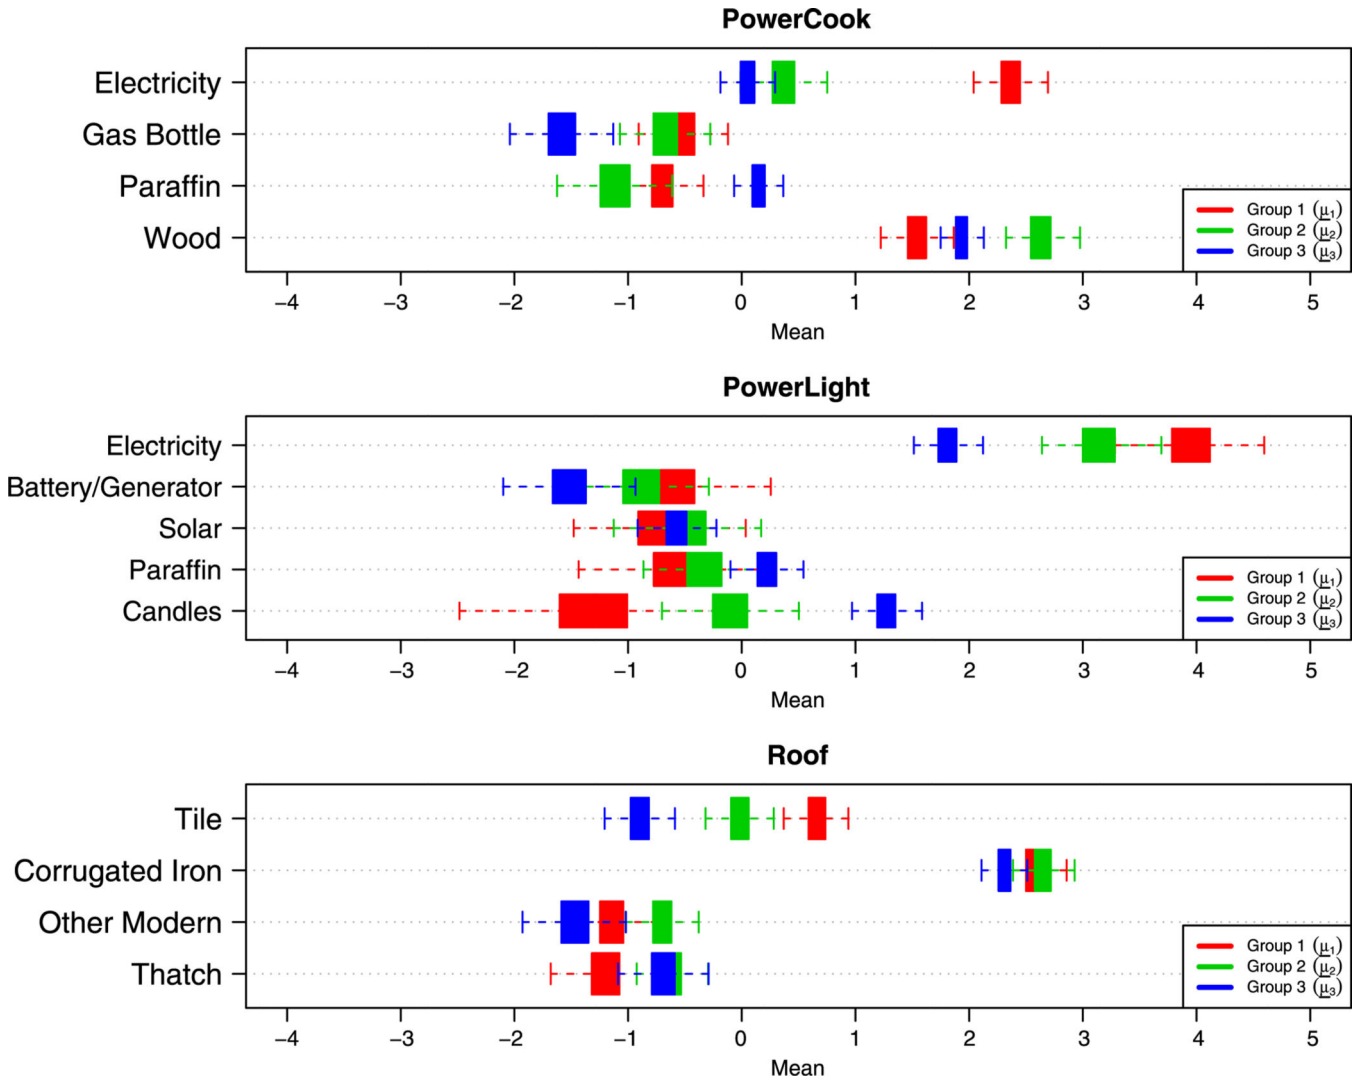 PowerCook
Electricity
Gas Bottle
Paraffin
Wood
Group 1 (μ₁)
Group 2 (μ₂)
Group 3 (μ₃)
−4 −3 −2 −1 0 1 2 3 4 5
Mean
PowerLight
Electricity
Battery/Generator
Solar
Paraffin
Candles
Group 1 (μ₁)
Group 2 (μ₂)
Group 3 (μ₃)
−4 −3 −2 −1 0 1 2 3 4 5
Mean
Roof
Tile
Corrugated Iron
Other Modern
Thatch
Group 1 (μ₁)
Group 2 (μ₂)
Group 3 (μ₃)
−4 −3 −2 −1 0 1 2 3 4 5
Mean